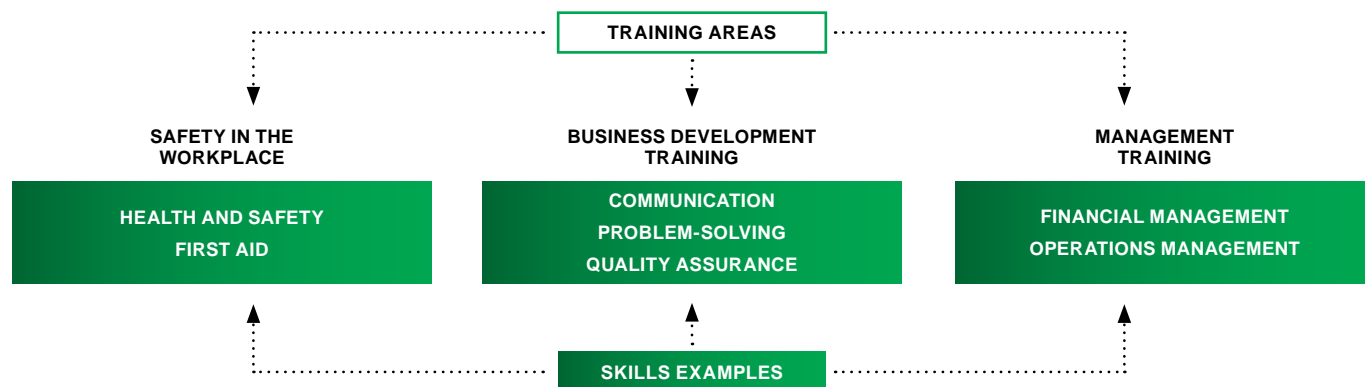 TRAINING AREAS
SAFETY IN THE
WORKPLACE
HEALTH AND SAFETY
FIRST AID
BUSINESS DEVELOPMENT
TRAINING
COMMUNICATION
PROBLEM-SOLVING
QUALITY ASSURANCE
MANAGEMENT
TRAINING
FINANCIAL MANAGEMENT
OPERATIONS MANAGEMENT
SKILLS EXAMPLES